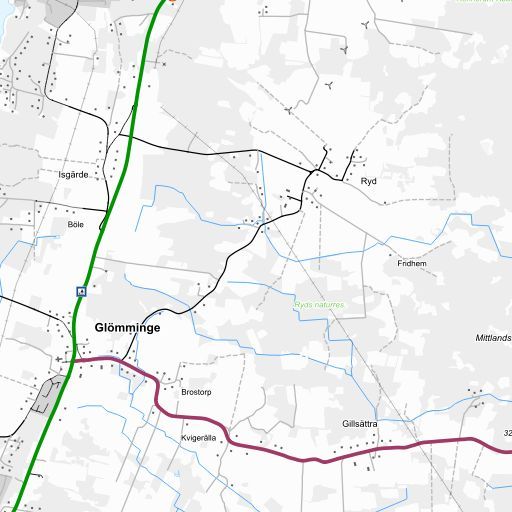 Isgärde
Ryd
Böle
Fridhem
Ryds naturres.
Glömminge
Mittlands
Brostorp
Gillsättra
Kvigerälla
32